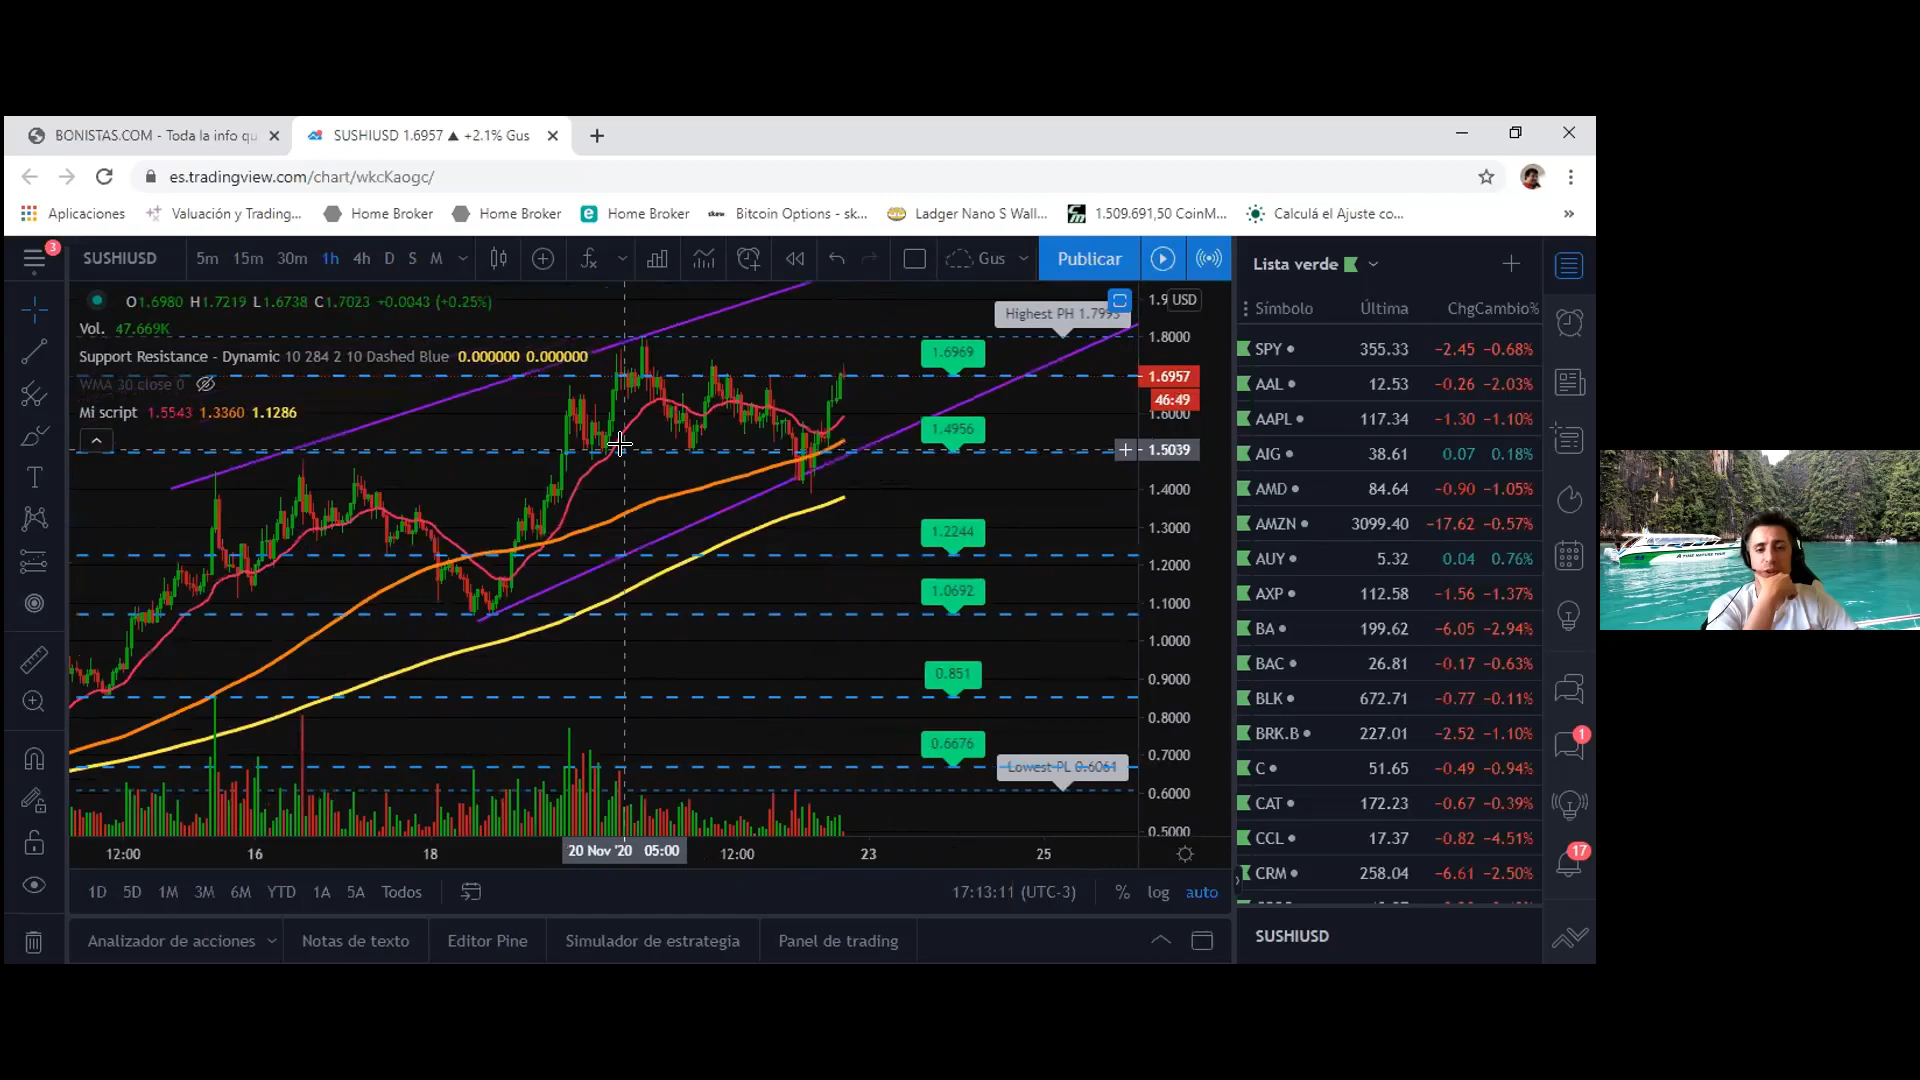 BONISTAS.COM - Toda la info qu
SUSHIUSD 1.6957 ▲ +2.1% Gus
es.tradingview.com/chart/wkcKaogc/
Aplicaciones
Valuación y Trading...
Home Broker
Home Broker
Home Broker
skew
Bitcoin Options - sk...
Ladger Nano S Wall...
1.509.691,50 CoinM...
Calculá el Ajuste co...
3
SUSHIUSD
5m 15m 30m 1h 4h D S M
Gus
Publicar
O1.6980 H1.7219 L1.6738 C1.7023 +0.0043 (+0.25%)
Vol. 47.669K
Support Resistance - Dynamic 10 284 2 10 Dashed Blue 0.000000 0.000000
WMA 30 close 0
Mi script 1.5543 1.3360 1.1286
Highest PH 1.7993
1.6969
1.4956
1.2244
1.0692
0.851
0.6676
Lowest PL 0.6061
1.9 USD
1.8000
1.6957
46:49
1.6000
1.5039
1.4000
1.3000
1.2000
1.1000
1.0000
0.9000
0.8000
0.7000
0.6000
0.5000
12:00 16 18 20 Nov '20 05:00 12:00 23 25
1D 5D 1M 3M 6M YTD 1A 5A Todos
17:13:11 (UTC-3) % log auto
Analizador de acciones
Notas de texto
Editor Pine
Simulador de estrategia
Panel de trading
Lista verde
Símbolo Última Chg Cambio%
SPY 355.33 −2.45 −0.68%
AAL 12.53 −0.26 −2.03%
AAPL 117.34 −1.30 −1.10%
AIG 38.61 0.07 0.18%
AMD 84.64 −0.90 −1.05%
AMZN 3099.40 −17.62 −0.57%
AUY 5.32 0.04 0.76%
AXP 112.58 −1.56 −1.37%
BA 199.62 −6.05 −2.94%
BAC 26.81 −0.17 −0.63%
BLK 672.71 −0.77 −0.11%
BRK.B 227.01 −2.52 −1.10%
C 51.65 −0.49 −0.94%
CAT 172.23 −0.67 −0.39%
CCL 17.37 −0.82 −4.51%
CRM 258.04 −6.61 −2.50%
SUSHIUSD
1
17